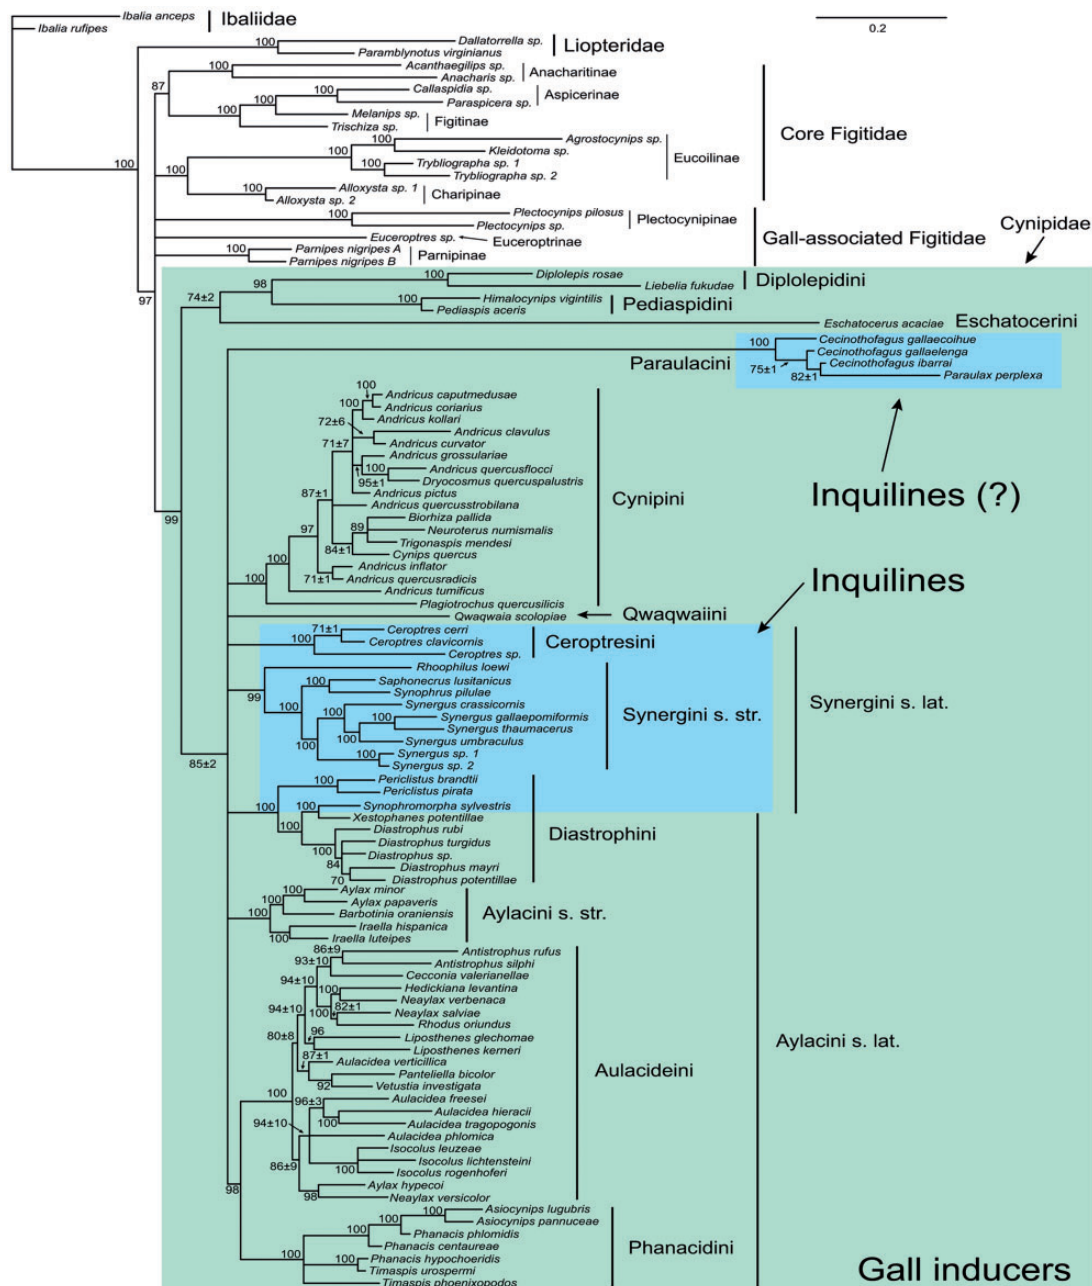 Ibalia anceps
Ibalia rufipes
Ibaliidae
0.2
100
Dallatorrella sp.
Paramblynotus virginianus
Liopteridae
87
100
Acanthaegilips sp.
Anacharis sp.
Anacharitinae
100
100
Callaspidia sp.
Paraspicera sp.
Aspicerinae
100
Melanips sp.
Trischiza sp.
Figitinae
Core Figitidae
100
100
100
Agrostocynips sp.
Kleidotoma sp.
Eucoilinae
100
Trybliographa sp. 1
Trybliographa sp. 2
100
Alloxysta sp. 1
Alloxysta sp. 2
Charipinae
100
Plectocynips pilosus
Plectocynips sp.
Plectocynipinae
Euceroptres sp.
Euceroptrinae
Gall-associated Figitidae
Cynipidae
100
Parnipes nigripes A
Parnipes nigripes B
Parnipinae
97
74±2
98
100
Diplolepis rosae
Liebelia fukudae
Diplolepidini
100
Himalocynips vigintilis
Pediaspis aceris
Pediaspidini
Eschatocerus acaciae
Eschatocerini
99
Paraulacini
100
Cecinothofagus gallaecoihue
Cecinothofagus gallaelenga
75±1
Cecinothofagus ibarrai
82±1
Paraulax perplexa
Inquilines (?)
100
Andricus caputmedusae
100
Andricus coriarius
Andricus kollari
72±6
Andricus clavulus
Andricus curvator
71±7
Andricus grossulariae
100
Andricus quercusflocci
95±1
Dryocosmus quercuspalustris
Andricus pictus
87±1
Andricus quercusstrobilana
Cynipini
89
Biorhiza pallida
Neuroterus numismalis
97
84±1
Trigonaspis mendesi
Cynips quercus
100
71±1
Andricus inflator
Andricus quercusradicis
100
Andricus tumificus
Plagiotrochus quercusilicis
Qwaqwaia scolopiae
Qwaqwaiini
Inquilines
100
71±1
Ceroptres cerri
Ceroptres clavicornis
Ceroptres sp.
Ceroptresini
99
Rhoophilus loewi
100
100
Saphonecrus lusitanicus
Synophrus pilulae
100
100
Synergus crassicornis
100
100
Synergus gallaepomiformis
Synergus thaumacerus
Synergus umbraculus
100
Synergus sp. 1
Synergus sp. 2
Synergini s. str.
Synergini s. lat.
85±2
100
100
Periclistus brandtii
Periclistus pirata
100
100
Synophromorpha sylvestris
Xestophanes potentillae
100
Diastrophus rubi
Diastrophus turgidus
84
Diastrophus sp.
Diastrophus mayri
70
Diastrophus potentillae
Diastrophini
100
100
100
Aylax minor
Aylax papaveris
Barbotinia oraniensis
100
Iraella hispanica
Iraella luteipes
Aylacini s. str.
86±9
Antistrophus rufus
93±10
Antistrophus silphi
Cecconia valerianellae
94±10
100
Hedickiana levantina
Neaylax verbenaca
100
82±1
Neaylax salviae
Rhodus oriundus
94±10
96
Liposthenes glechomae
Liposthenes kerneri
80±8
87±1
Aulacidea verticillica
Panteliella bicolor
92
Vetustia investigata
Aulacideini
Aylacini s. lat.
100
96±3
Aulacidea freesei
Aulacidea hieracii
100
Aulacidea tragopogonis
94±10
Aulacidea phlomica
86±9
100
Isocolus leuzeae
Isocolus lichtensteini
Isocolus rogenhoferi
98
Aylax hypecoi
Neaylax versicolor
98
100
100
100
100
Asiocynips lugubris
Asiocynips pannuceae
Phanacis phlomidis
Phanacis centaureae
100
Phanacis hypochoeridis
Timaspis urospermi
Timaspis phoenixopodos
Phanacidini
Gall inducers